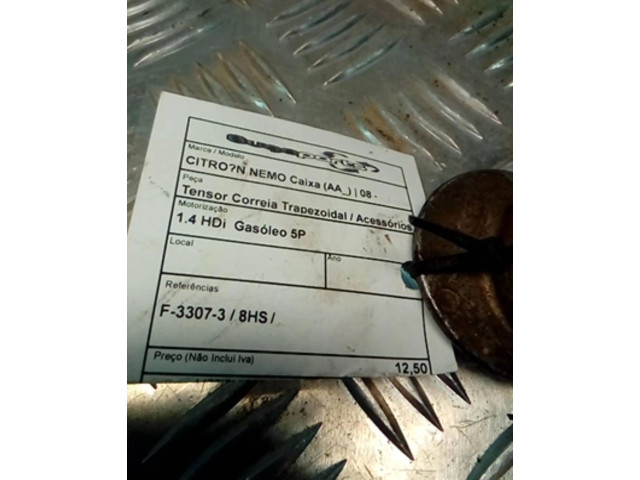 Marca / Modelo
CITRO?N NEMO Caixa (AA_) | 08 -
Peça
Tensor Correia Trapezoidal / Acessórios
Motorização
1.4 HDi Gasóleo 5P
Local
Ano
Referências
F-3307-3 / 8HS /
Preço (Não Inclui Iva)
12,50